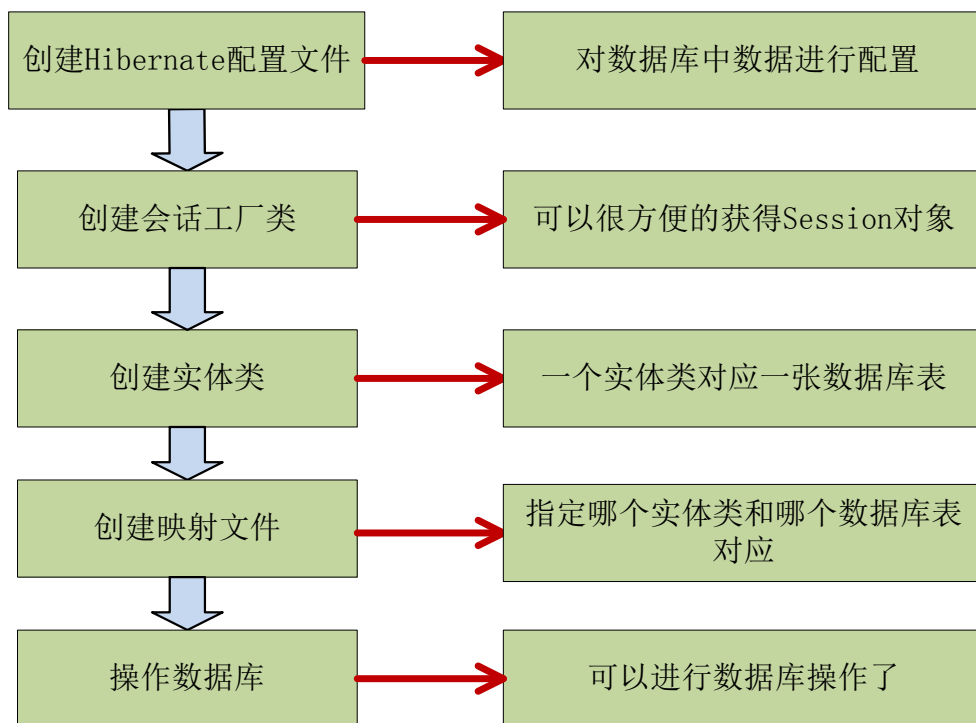 创建Hibernate配置文件
对数据库中数据进行配置
创建会话工厂类
可以很方便的获得Session对象
创建实体类
一个实体类对应一张数据库表
创建映射文件
指定哪个实体类和哪个数据库表
对应
操作数据库
可以进行数据库操作了